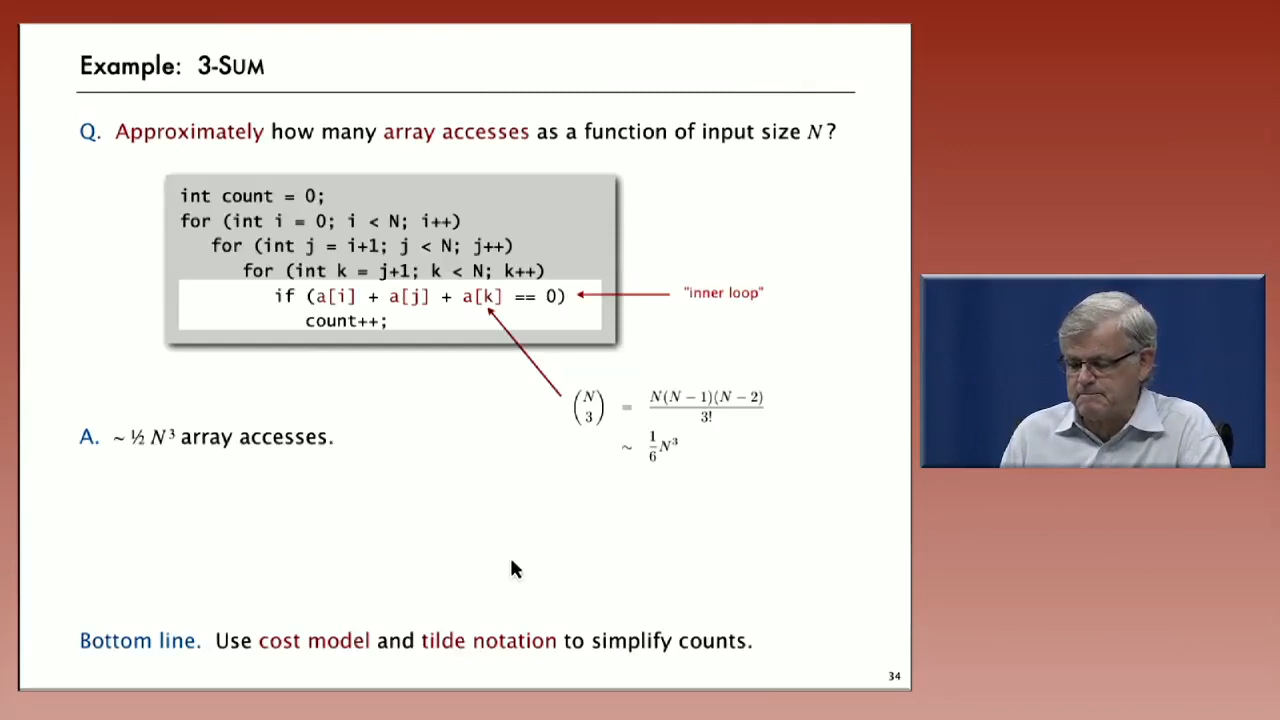 Example: 3-SUM
Q. Approximately how many array accesses as a function of input size N ?
int count = 0;
for (int i = 0; i < N; i++)
for (int j = i+1; j < N; j++)
for (int k = j+1; k < N; k++)
if (a[i] + a[j] + a[k] == 0)
"inner loop"
count++;
(N 3) = N(N − 1)(N − 2) / 3!
A. ~ ½ N³ array accesses.
~ 1/6 N³
Bottom line. Use cost model and tilde notation to simplify counts.
34